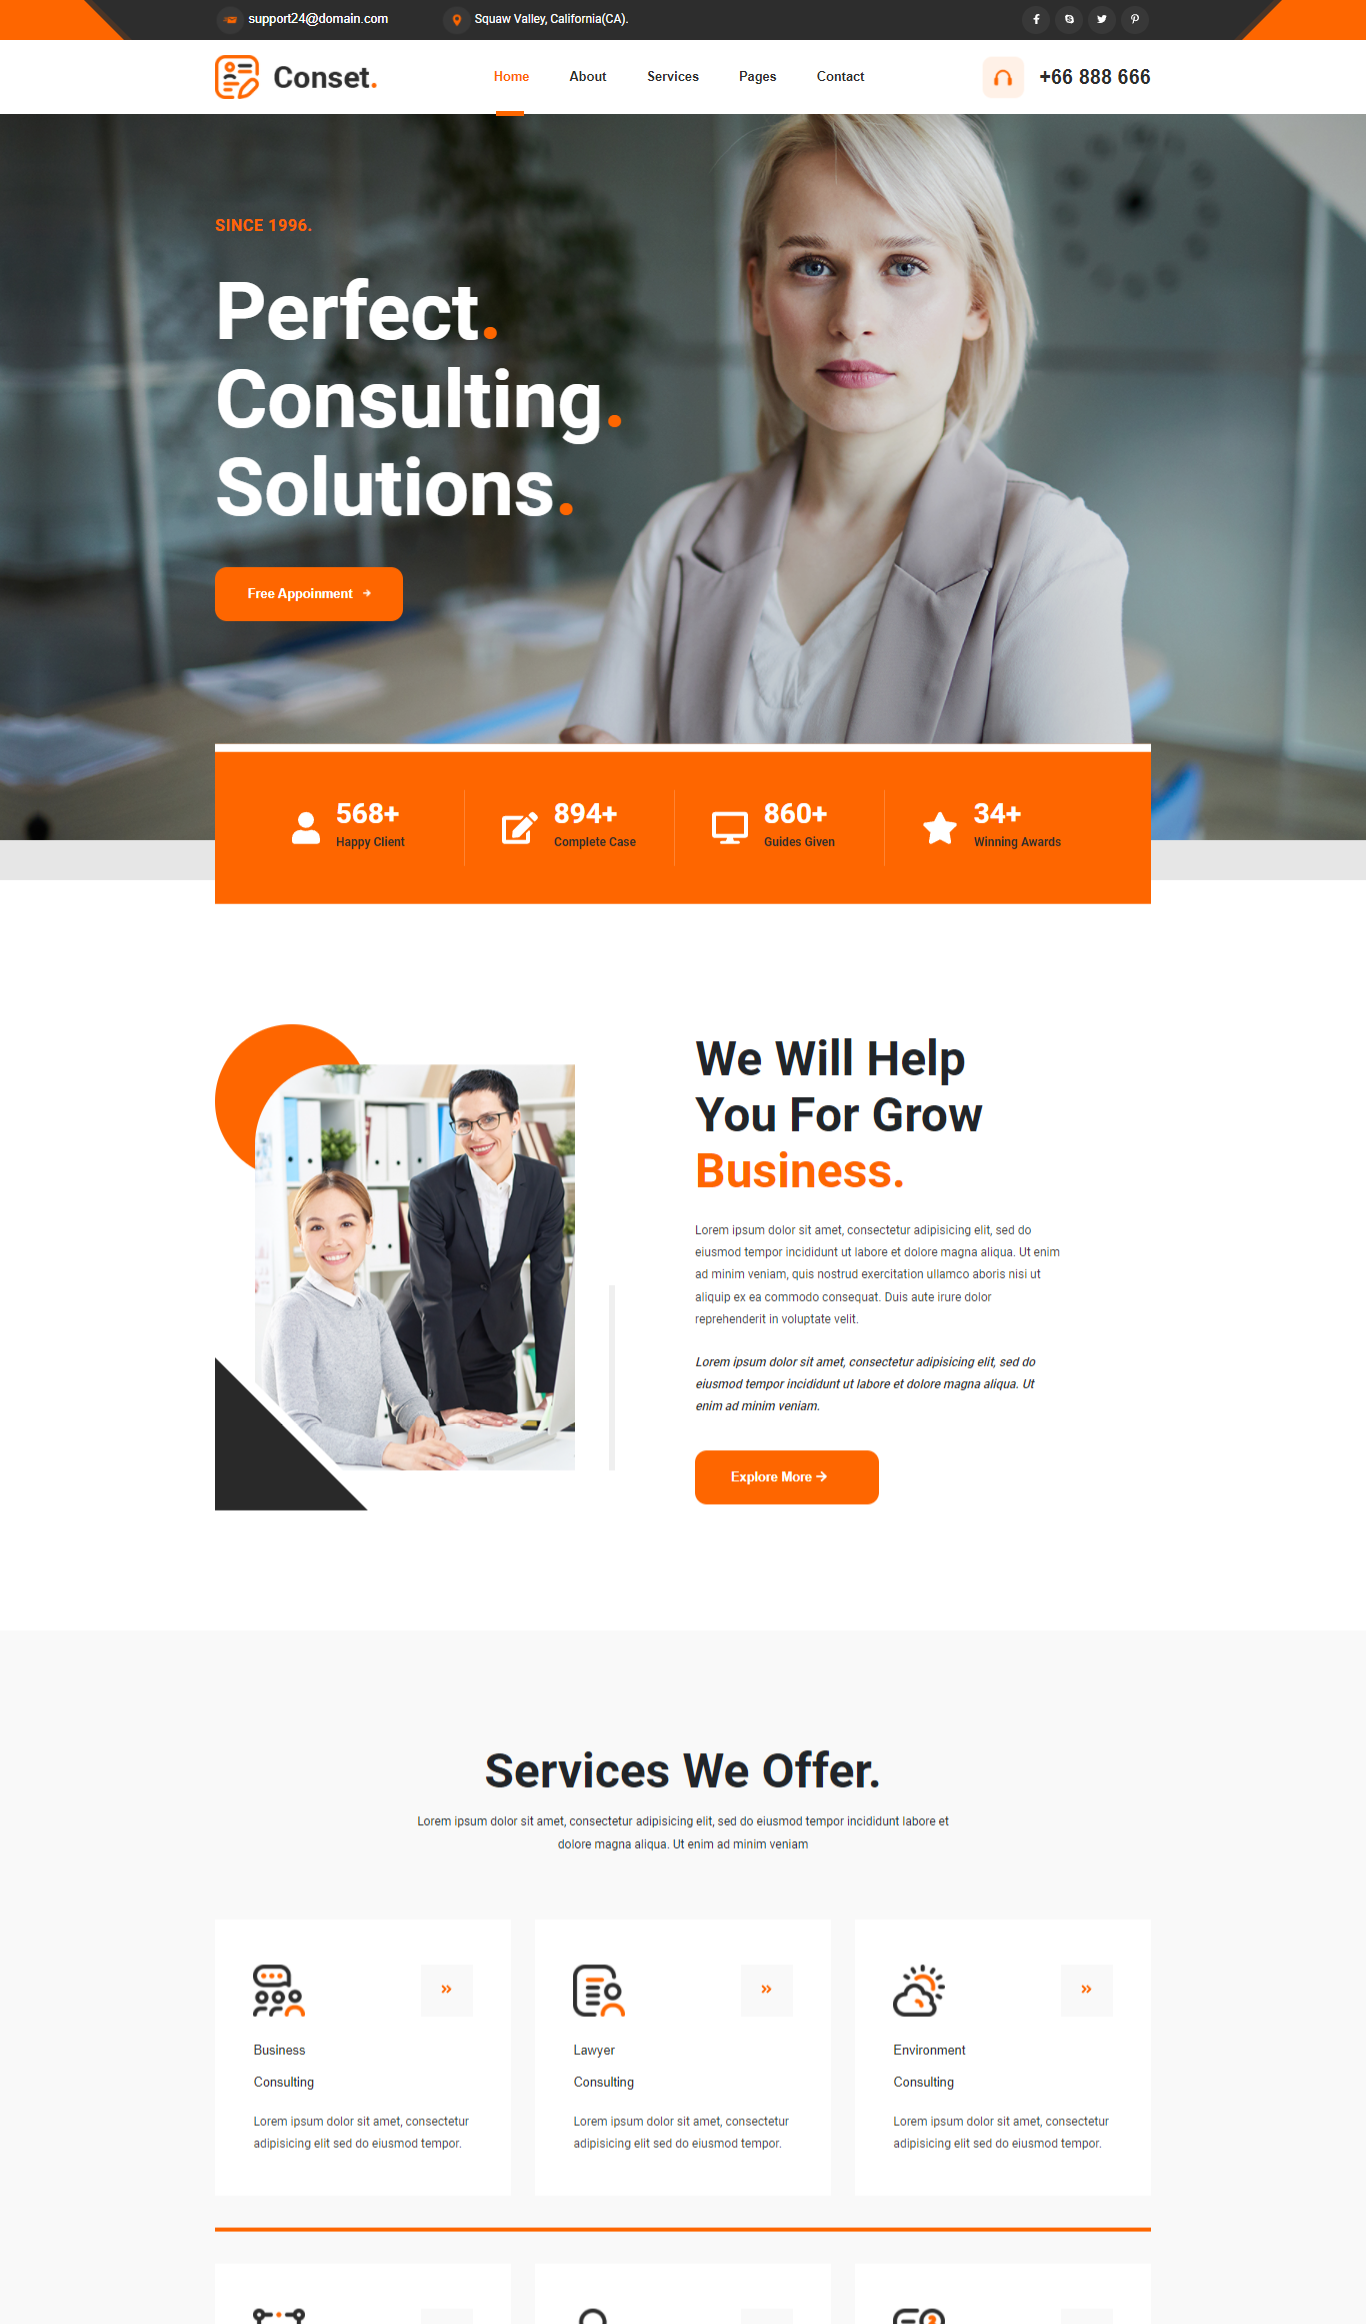 support24@domain.com
Squaw Valley, California(CA).
Conset.
Home
About
Services
Pages
Contact
+66 888 666
SINCE 1996.
Perfect.
Consulting.
Solutions.
Free Appoinment
568+
Happy Client
894+
Complete Case
860+
Guides Given
34+
Winning Awards
We Will Help
You For Grow
Business.
Lorem ipsum dolor sit amet, consectetur adipisicing elit, sed do
eiusmod tempor incididunt ut labore et dolore magna aliqua. Ut enim
ad minim veniam, quis nostrud exercitation ullamco aboris nisi ut
aliquip ex ea commodo consequat. Duis aute irure dolor
reprehenderit in voluptate velit.
Lorem ipsum dolor sit amet, consectetur adipisicing elit, sed do
eiusmod tempor incididunt ut labore et dolore magna aliqua. Ut
enim ad minim veniam.
Explore More
Services We Offer.
Lorem ipsum dolor sit amet, consectetur adipisicing elit, sed do eiusmod tempor incididunt labore et
dolore magna aliqua. Ut enim ad minim veniam
Business
Consulting
Lorem ipsum dolor sit amet, consectetur
adipisicing elit sed do eiusmod tempor.
Lawyer
Consulting
Lorem ipsum dolor sit amet, consectetur
adipisicing elit sed do eiusmod tempor.
Environment
Consulting
Lorem ipsum dolor sit amet, consectetur
adipisicing elit sed do eiusmod tempor.